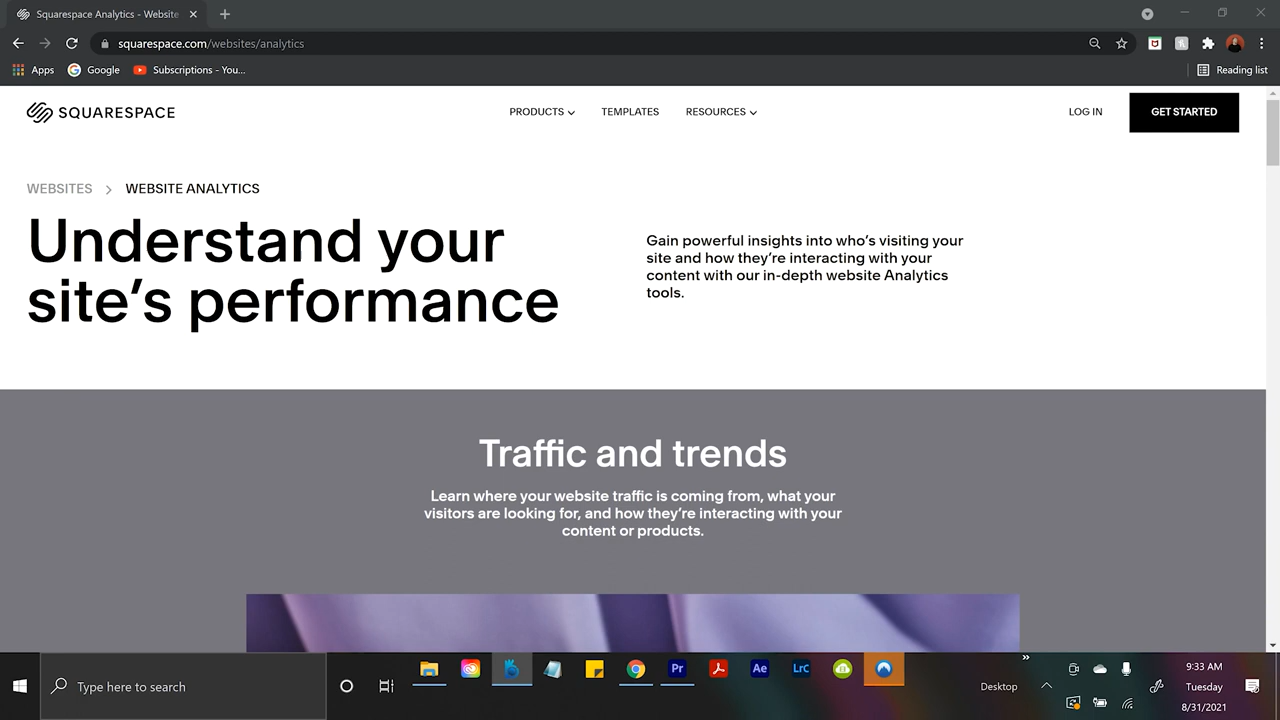 Squarespace Analytics - Website
squarespace.com/websites/analytics
Apps Google Subscriptions - You... Reading list
SQUARESPACE PRODUCTS TEMPLATES RESOURCES LOG IN GET STARTED
WEBSITES > WEBSITE ANALYTICS
Understand your
site’s performance
Gain powerful insights into who’s visiting your
site and how they’re interacting with your
content with our in-depth website Analytics
tools.
Traffic and trends
Learn where your website traffic is coming from, what your
visitors are looking for, and how they’re interacting with your
content or products.
Type here to search
Pr Ae LrC
Desktop
9:33 AM
Tuesday
8/31/2021